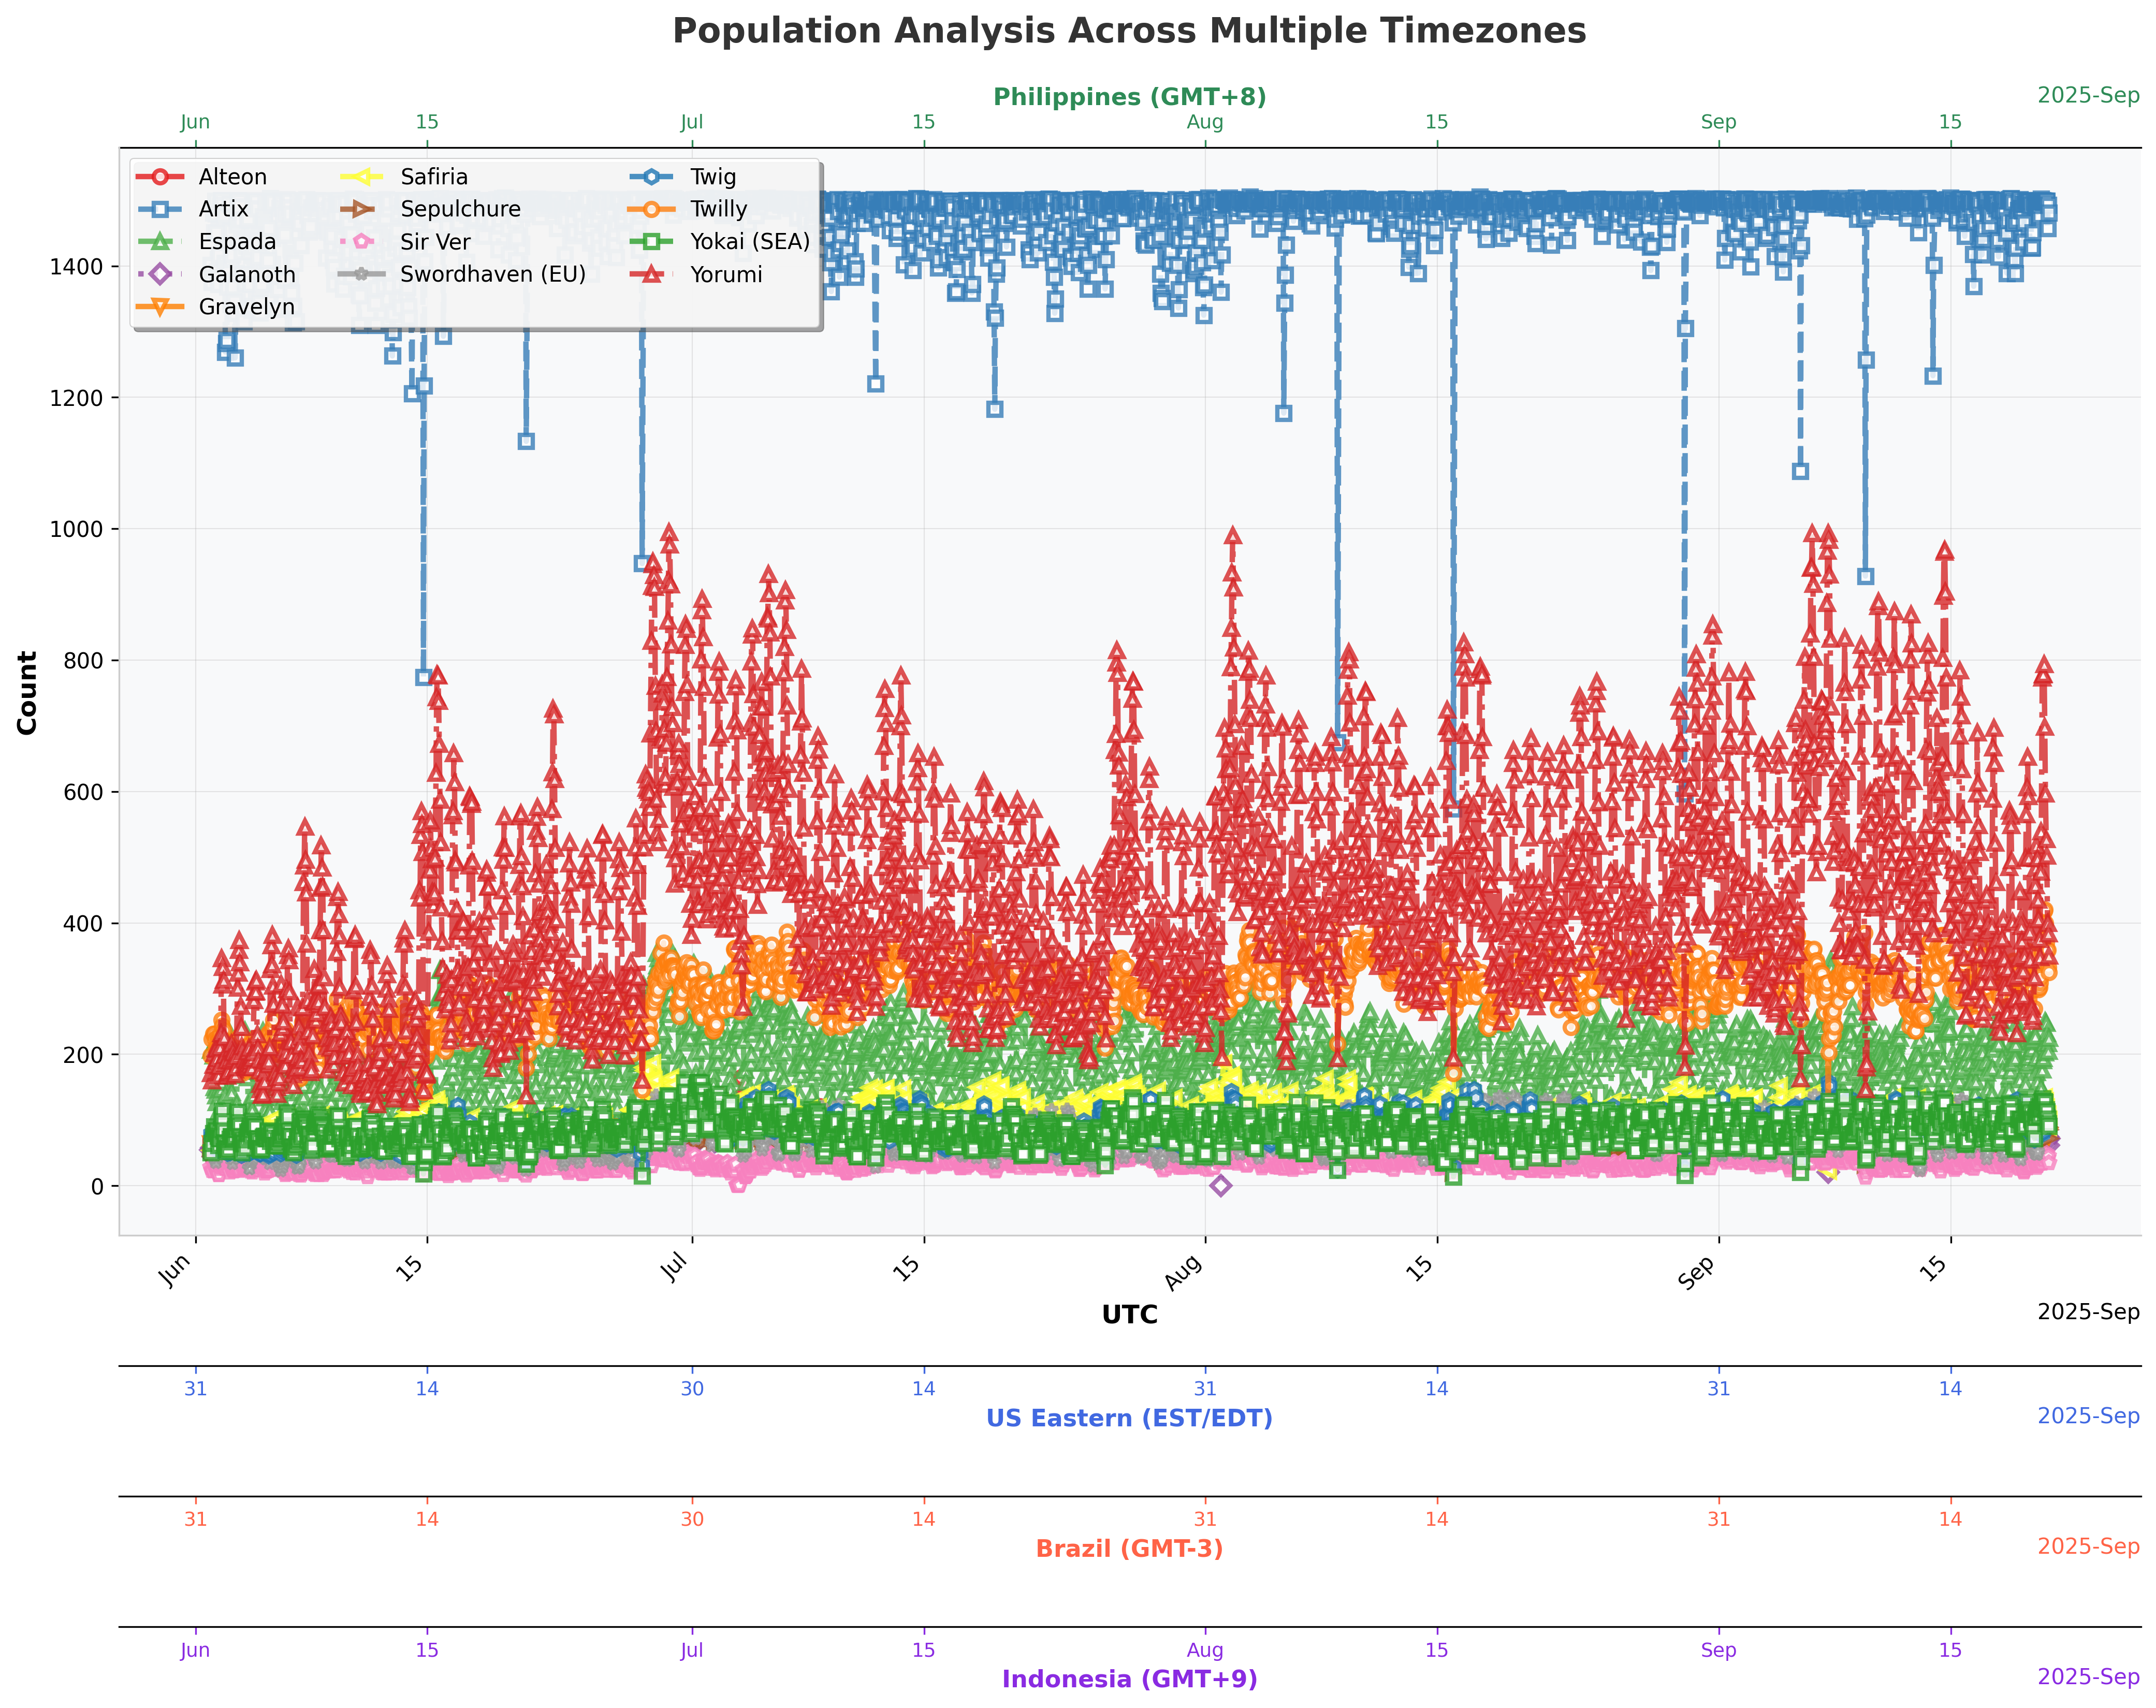 Population Analysis Across Multiple Timezones
Philippines (GMT+8)
2025-Sep
Jun 15 Jul 15 Aug 15 Sep 15
Alteon
Artix
Espada
Galanoth
Gravelyn
Safiria
Sepulchure
Sir Ver
Swordhaven (EU)
Twig
Twilly
Yokai (SEA)
Yorumi
Count
1400
1200
1000
800
600
400
200
0
Jun 15 Jul 15 Aug 15 Sep 15
UTC
2025-Sep
31 14 30 14 31 14 31 14
US Eastern (EST/EDT)
2025-Sep
31 14 30 14 31 14 31 14
Brazil (GMT-3)
2025-Sep
Jun 15 Jul 15 Aug 15 Sep 15
Indonesia (GMT+9)
2025-Sep